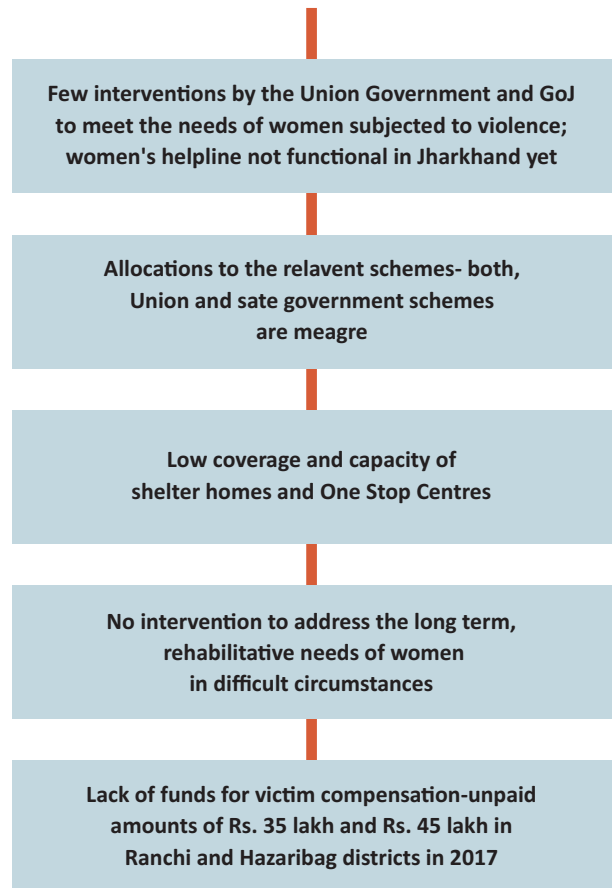 Few interventions by the Union Government and GoJ
to meet the needs of women subjected to violence;
women's helpline not functional in Jharkhand yet
Allocations to the relavent schemes- both,
Union and sate government schemes
are meagre
Low coverage and capacity of
shelter homes and One Stop Centres
No intervention to address the long term,
rehabilitative needs of women
in difficult circumstances
Lack of funds for victim compensation-unpaid
amounts of Rs. 35 lakh and Rs. 45 lakh in
Ranchi and Hazaribag districts in 2017